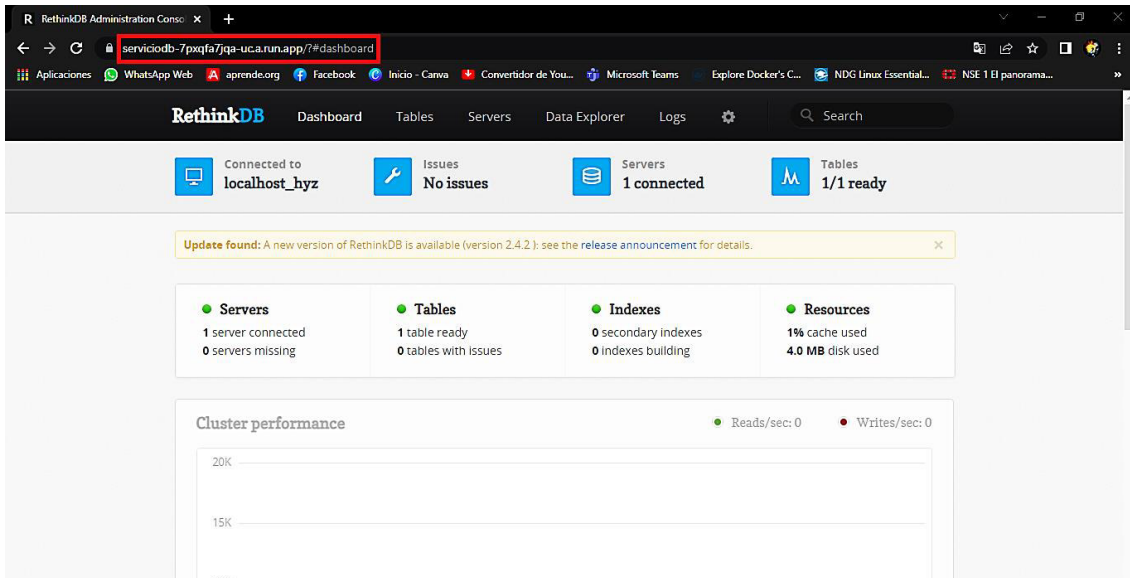 R RethinkDB Administration Conso
serviciodb-7pxqfa7jqa-uc.a.run.app/?#dashboard
Aplicaciones WhatsApp Web aprende.org Facebook Inicio - Canva Convertidor de You... Microsoft Teams Explore Docker's C... NDG Linux Essential... NSE 1 El panorama... »
RethinkDB Dashboard Tables Servers Data Explorer Logs Search
Connected to
localhost_hyz
Issues
No issues
Servers
1 connected
Tables
1/1 ready
Update found: A new version of RethinkDB is available (version 2.4.2 ): see the release announcement for details.
Servers
1 server connected
0 servers missing
Tables
1 table ready
0 tables with issues
Indexes
0 secondary indexes
0 indexes building
Resources
1% cache used
4.0 MB disk used
Cluster performance Reads/sec: 0 Writes/sec: 0
20K
15K